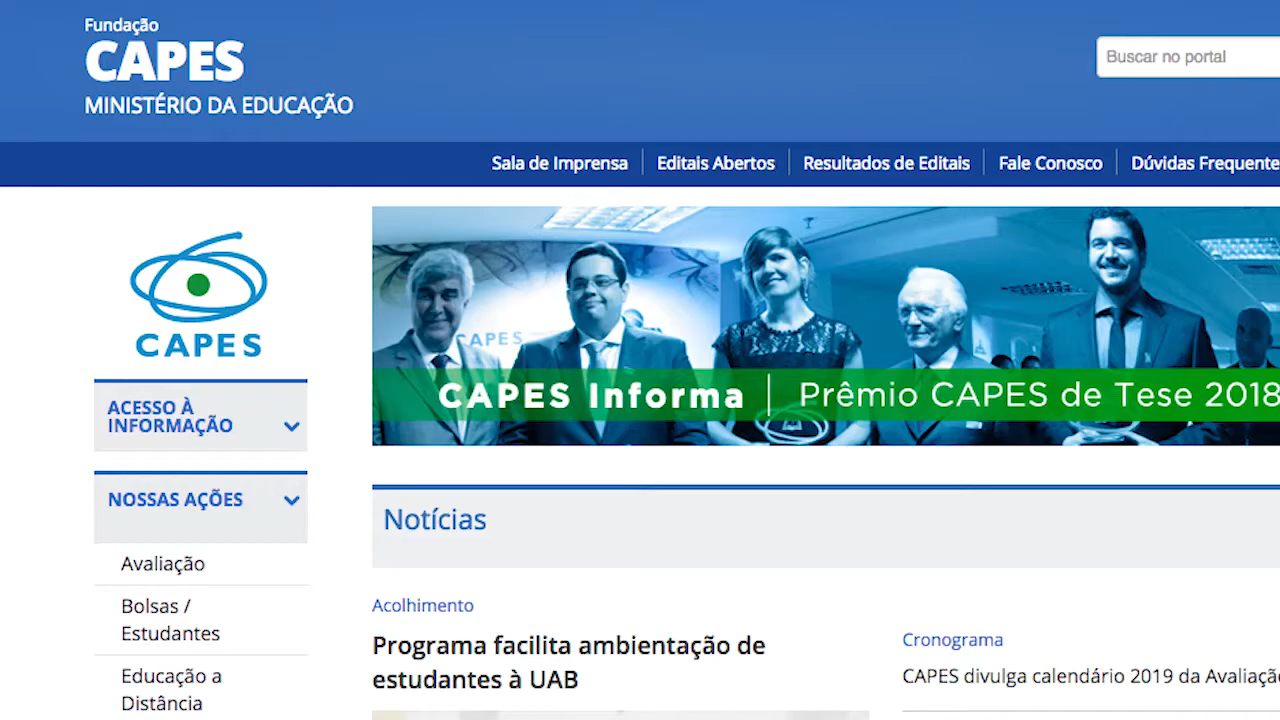 Fundação
CAPES
MINISTÉRIO DA EDUCAÇÃO
Buscar no portal
Sala de Imprensa
Editais Abertos
Resultados de Editais
Fale Conosco
Dúvidas Frequente
CAPES
ACESSO À
INFORMAÇÃO
NOSSAS AÇÕES
Avaliação
Bolsas /
Estudantes
Educação a
Distância
CAPES
CAPES Informa | Prêmio CAPES de Tese 2018
Notícias
Acolhimento
Programa facilita ambientação de
estudantes à UAB
Cronograma
CAPES divulga calendário 2019 da Avaliação